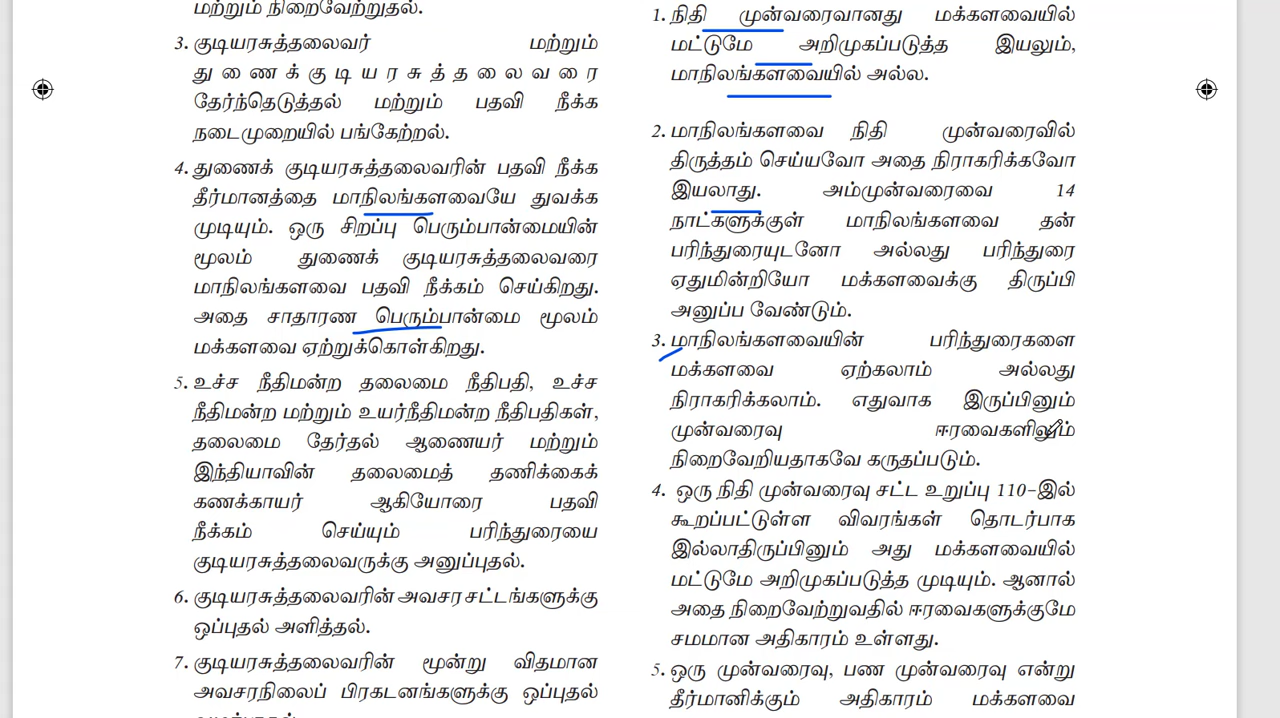 மற்றும் நிறைவேற்றுதல்.
3. குடியரசுத்தலைவர் மற்றும்
துணைக்குடியரசுத்தலைவரை
தேர்ந்தெடுத்தல் மற்றும் பதவி நீக்க
நடைமுறையில் பங்கேற்றல்.
4. துணைக் குடியரசுத்தலைவரின் பதவி நீக்க
தீர்மானத்தை மாநிலங்களவையே துவக்க
முடியும். ஒரு சிறப்பு பெரும்பான்மையின்
மூலம் துணைக் குடியரசுத்தலைவரை
மாநிலங்களவை பதவி நீக்கம் செய்கிறது.
அதை சாதாரண பெரும்பான்மை மூலம்
மக்களவை ஏற்றுக்கொள்கிறது.
5. உச்ச நீதிமன்ற தலைமை நீதிபதி, உச்ச
நீதிமன்ற மற்றும் உயர்நீதிமன்ற நீதிபதிகள்,
தலைமை தேர்தல் ஆணையர் மற்றும்
இந்தியாவின் தலைமைத் தணிக்கைக்
கணக்காயர் ஆகியோரை பதவி
நீக்கம் செய்யும் பரிந்துரையை
குடியரசுத்தலைவருக்கு அனுப்புதல்.
6. குடியரசுத்தலைவரின் அவசர சட்டங்களுக்கு
ஒப்புதல் அளித்தல்.
7. குடியரசுத்தலைவரின் மூன்று விதமான
அவசரநிலைப் பிரகடனங்களுக்கு ஒப்புதல்
1. நிதி முன்வரைவானது மக்களவையில்
மட்டுமே அறிமுகப்படுத்த இயலும்,
மாநிலங்களவையில் அல்ல.
2. மாநிலங்களவை நிதி முன்வரைவில்
திருத்தம் செய்யவோ அதை நிராகரிக்கவோ
இயலாது. அம்முன்வரைவை 14
நாட்களுக்குள் மாநிலங்களவை தன்
பரிந்துரையுடனோ அல்லது பரிந்துரை
ஏதுமின்றியோ மக்களவைக்கு திருப்பி
அனுப்ப வேண்டும்.
3. மாநிலங்களவையின் பரிந்துரைகளை
மக்களவை ஏற்கலாம் அல்லது
நிராகரிக்கலாம். எதுவாக இருப்பினும்
முன்வரைவு ஈரவைகளிலும்
நிறைவேறியதாகவே கருதப்படும்.
4. ஒரு நிதி முன்வரைவு சட்ட உறுப்பு 110-இல்
கூறப்பட்டுள்ள விவரங்கள் தொடர்பாக
இல்லாதிருப்பினும் அது மக்களவையில்
மட்டுமே அறிமுகப்படுத்த முடியும். ஆனால்
அதை நிறைவேற்றுவதில் ஈரவைகளுக்குமே
சமமான அதிகாரம் உள்ளது.
5. ஒரு முன்வரைவு, பண முன்வரைவு என்று
தீர்மானிக்கும் அதிகாரம் மக்களவை